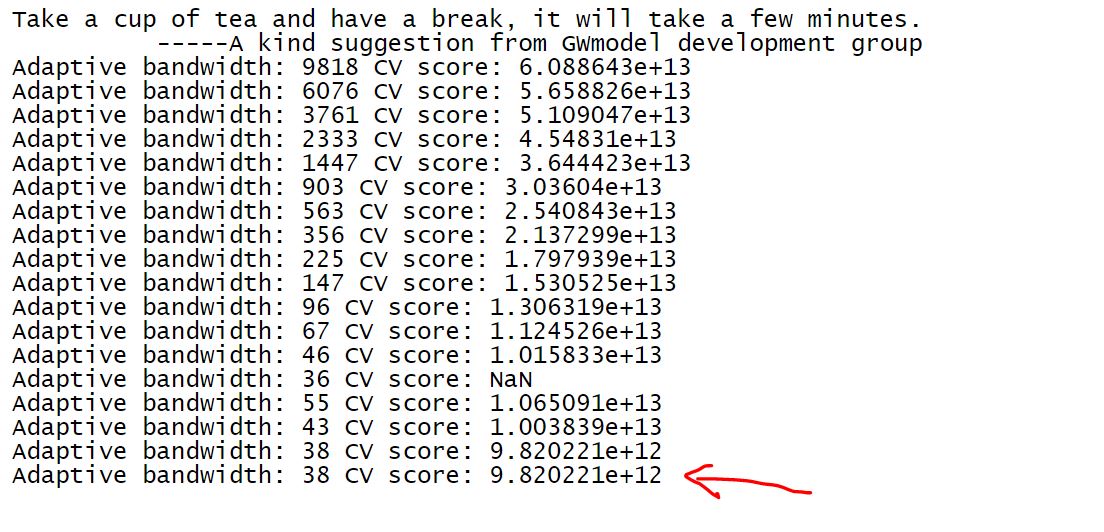 Take a cup of tea and have a break, it will take a few minutes.
-----A kind suggestion from GWmodel development group
Adaptive bandwidth: 9818 CV score: 6.088643e+13
Adaptive bandwidth: 6076 CV score: 5.658826e+13
Adaptive bandwidth: 3761 CV score: 5.109047e+13
Adaptive bandwidth: 2333 CV score: 4.54831e+13
Adaptive bandwidth: 1447 CV score: 3.644423e+13
Adaptive bandwidth: 903 CV score: 3.03604e+13
Adaptive bandwidth: 563 CV score: 2.540843e+13
Adaptive bandwidth: 356 CV score: 2.137299e+13
Adaptive bandwidth: 225 CV score: 1.797939e+13
Adaptive bandwidth: 147 CV score: 1.530525e+13
Adaptive bandwidth: 96 CV score: 1.306319e+13
Adaptive bandwidth: 67 CV score: 1.124526e+13
Adaptive bandwidth: 46 CV score: 1.015833e+13
Adaptive bandwidth: 36 CV score: NaN
Adaptive bandwidth: 55 CV score: 1.065091e+13
Adaptive bandwidth: 43 CV score: 1.003839e+13
Adaptive bandwidth: 38 CV score: 9.820221e+12
Adaptive bandwidth: 38 CV score: 9.820221e+12